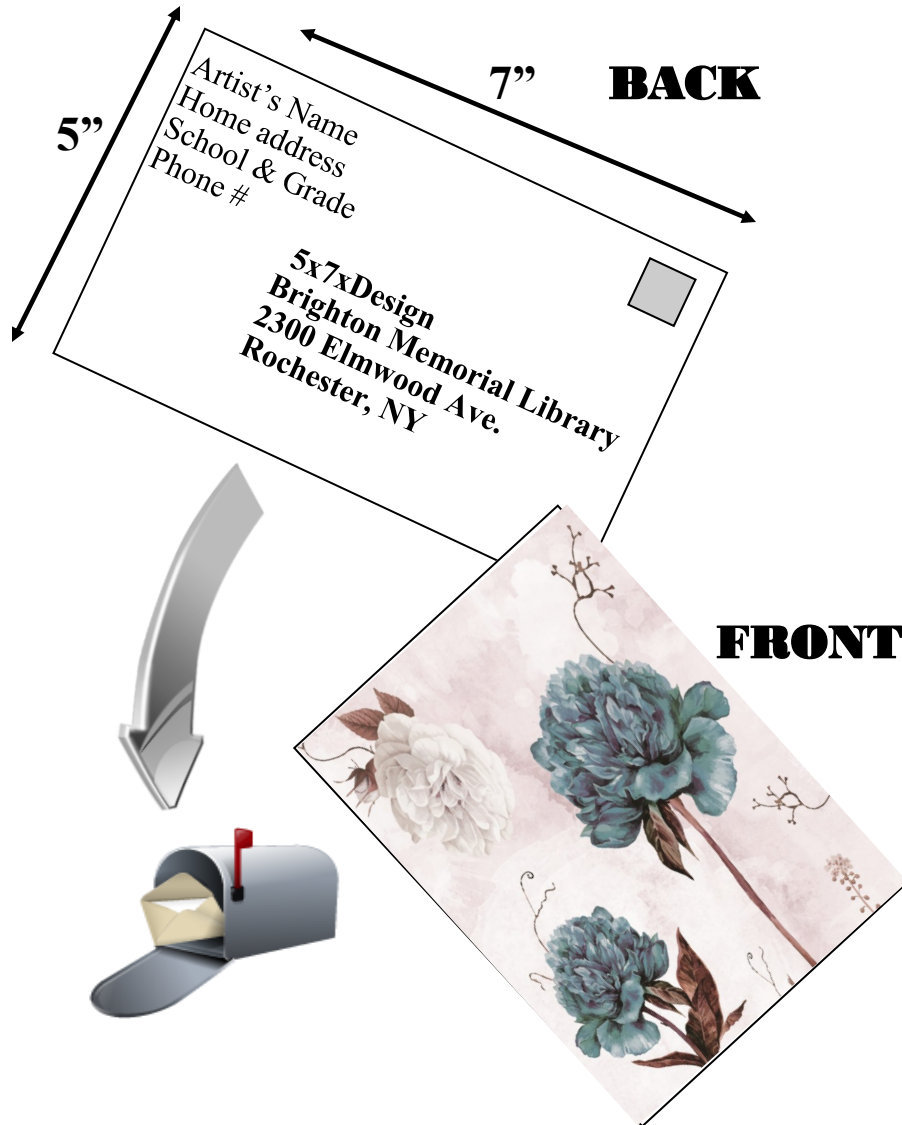 BACK
7”
5”
Artist’s Name
Home address
School & Grade
Phone #
5x7xDesign
Brighton Memorial Library
2300 Elmwood Ave.
Rochester, NY
FRONT